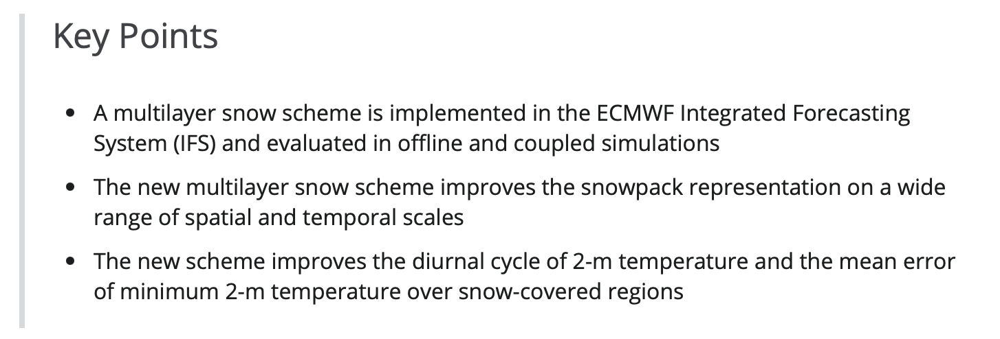 Key Points
• A multilayer snow scheme is implemented in the ECMWF Integrated Forecasting
System (IFS) and evaluated in offline and coupled simulations
• The new multilayer snow scheme improves the snowpack representation on a wide
range of spatial and temporal scales
• The new scheme improves the diurnal cycle of 2-m temperature and the mean error
of minimum 2-m temperature over snow-covered regions